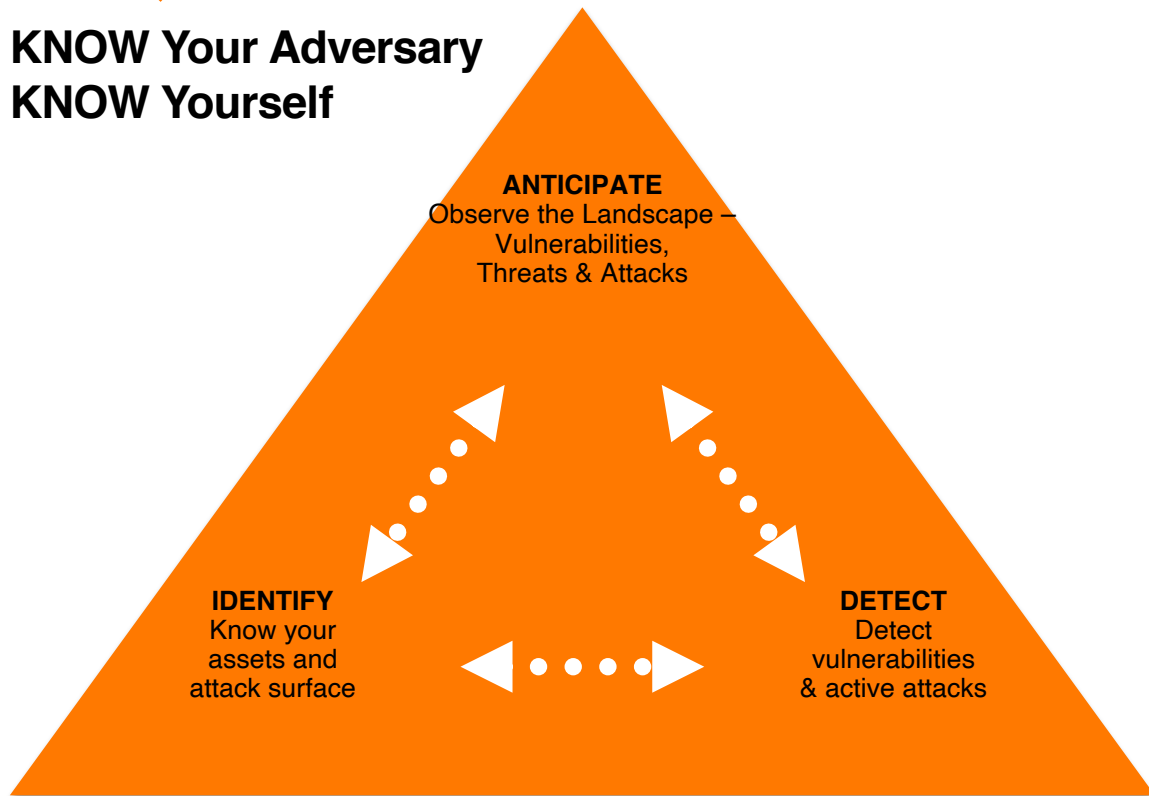 KNOW Your Adversary
KNOW Yourself
ANTICIPATE
Observe the Landscape –
Vulnerabilities,
Threats & Attacks
IDENTIFY
Know your
assets and
attack surface
DETECT
Detect
vulnerabilities
& active attacks